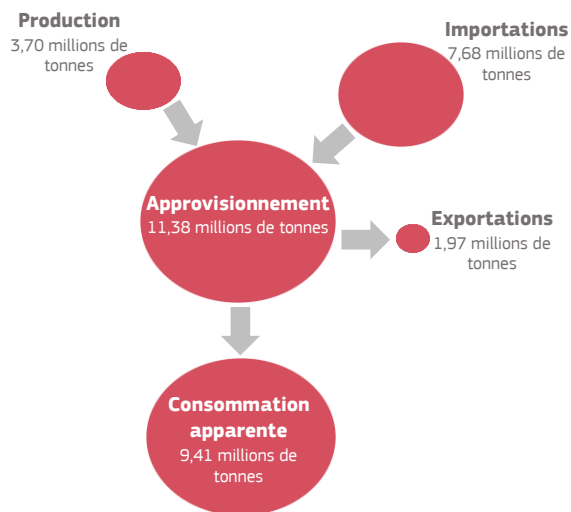 Production
3,70 millions de
tonnes
Importations
7,68 millions de
tonnes
Approvisionnement
11,38 millions de tonnes
Exportations
1,97 millions de
tonnes
Consommation
apparente
9,41 millions de
tonnes